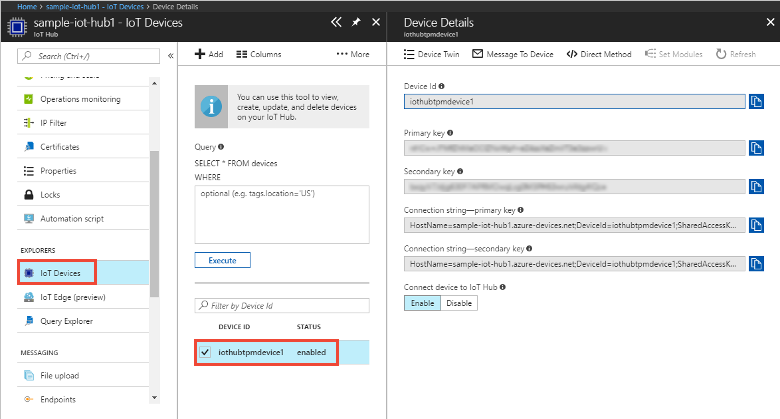 Home > sample-iot-hub1 - IoT Devices > Device Details
sample-iot-hub1 - IoT Devices
IoT Hub
Search (Ctrl+/)
Operations monitoring
IP Filter
Certificates
Properties
Locks
Automation script
EXPLORERS
IoT Devices
IoT Edge (preview)
Query Explorer
MESSAGING
File upload
Endpoints
Add
Columns
More
You can use this tool to view,
create, update, and delete devices
on your IoT Hub.
Query
SELECT * FROM devices
WHERE
optional (e.g. tags.location='US')
Execute
Filter by Device Id
DEVICE ID STATUS
iothubtpmdevice1 enabled
Device Details
iothubtpmdevice1
Device Twin
Message To Device
Direct Method
Set Modules
Refresh
Device Id
iothubtpmdevice1
Primary key
Secondary key
Connection string—primary key
HostName=sample-iot-hub1.azure-devices.net;DeviceId=iothubtpmdevice1;SharedAccessK...
Connection string—secondary key
HostName=sample-iot-hub1.azure-devices.net;DeviceId=iothubtpmdevice1;SharedAccessK...
Connect device to IoT Hub
Enable Disable